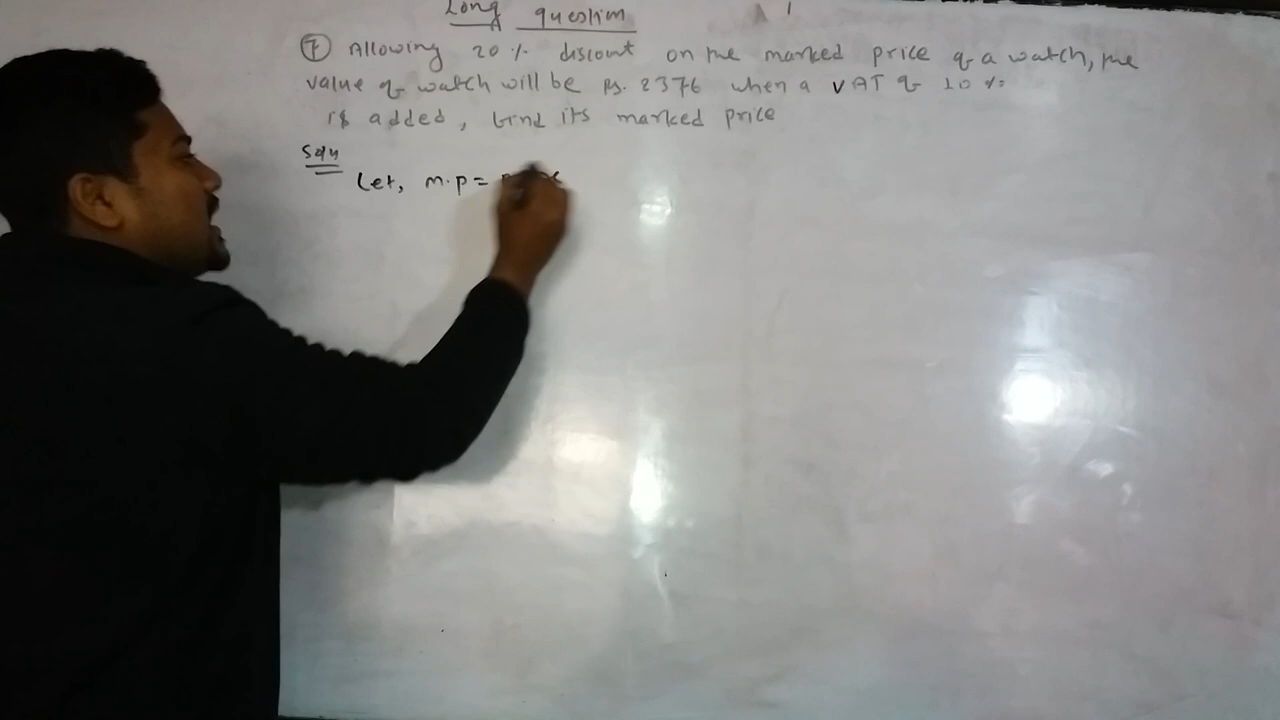 Long question
⑦ Allowing 20% discount on the marked price of a watch, the
value of watch will be Rs. 2376 when a VAT of 10%
is added, find its marked price
Soln
Let, M.P = x